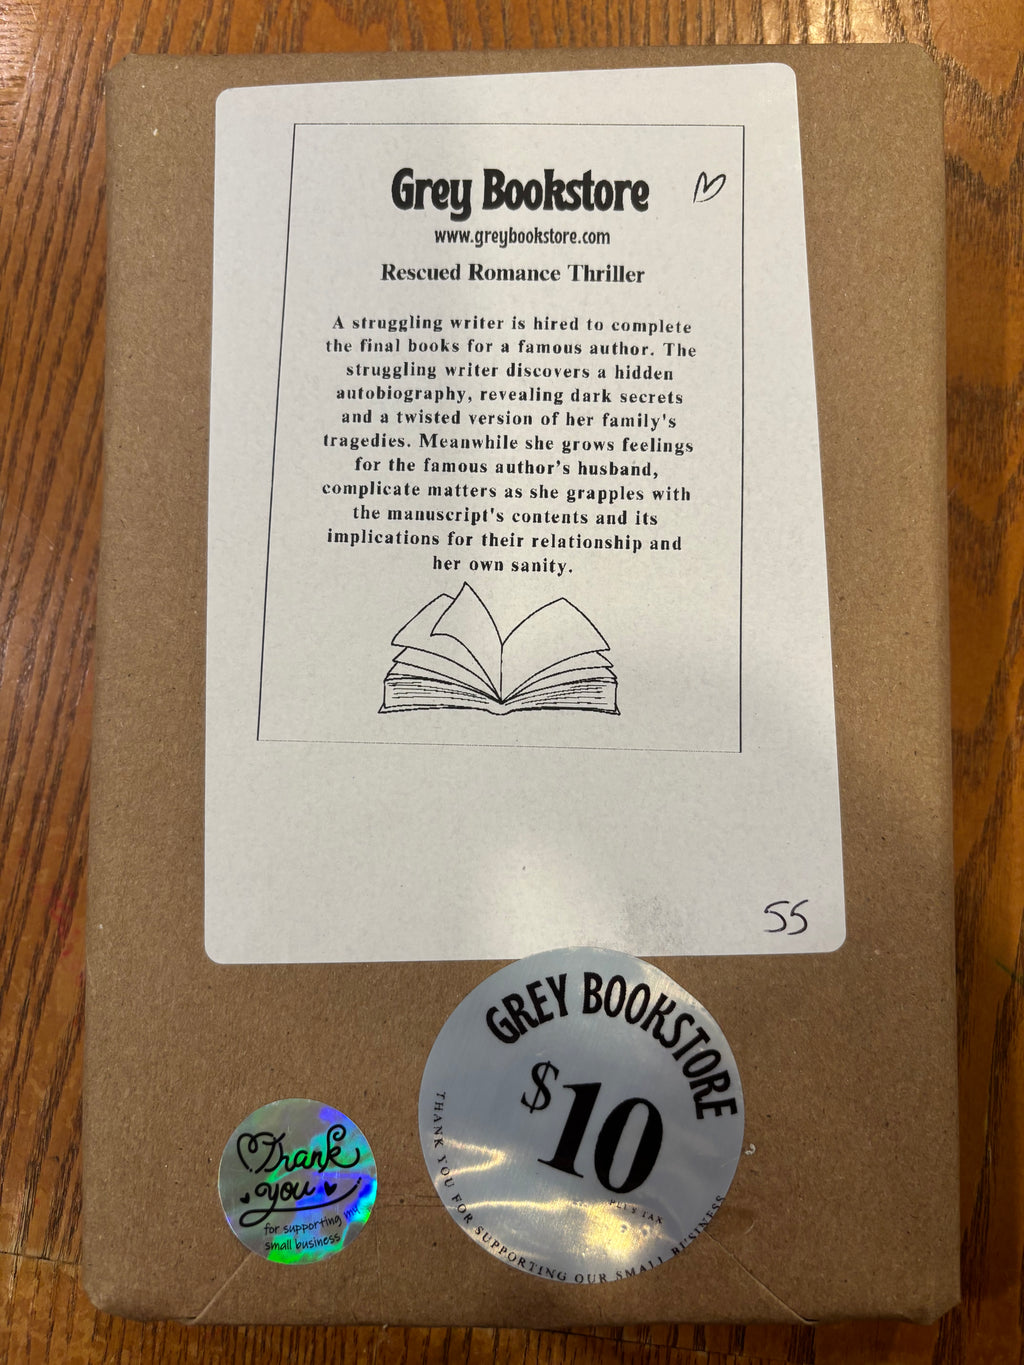 Grey Bookstore
www.greybookstore.com
Rescued Romance Thriller
A struggling writer is hired to complete
the final books for a famous author. The
struggling writer discovers a hidden
autobiography, revealing dark secrets
and a twisted version of her family's
tragedies. Meanwhile she grows feelings
for the famous author's husband,
complicate matters as she grapples with
the manuscript's contents and its
implications for their relationship and
her own sanity.
55
GREY BOOKSTORE
$10
PLUS TAX
THANK YOU FOR SUPPORTING OUR SMALL BUSINESS
Thank
you
for supporting my
small business